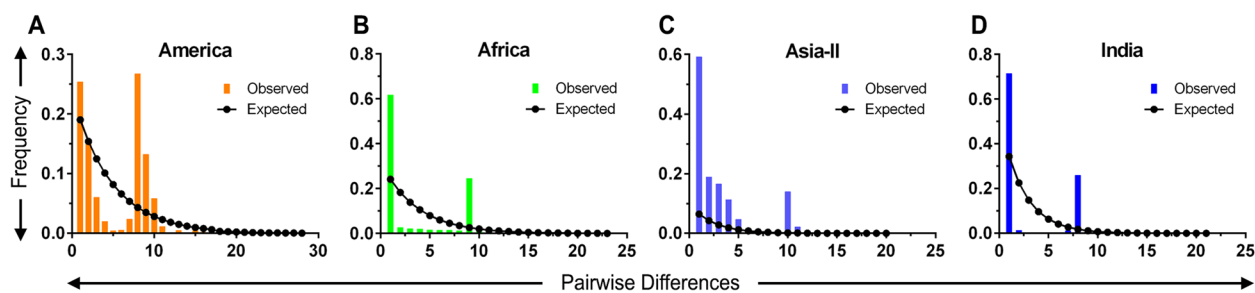 A
America
0.3
0.2
0.1
0.0
0
10
20
30
Observed
Expected
B
Africa
0.8
0.6
0.4
0.2
0.0
0
5
10
15
20
25
Observed
Expected
C
Asia-II
0.6
0.4
0.2
0.0
0
5
10
15
20
25
Observed
Expected
D
India
0.8
0.6
0.4
0.2
0.0
0
5
10
15
20
25
Observed
Expected
Frequency
Pairwise Differences